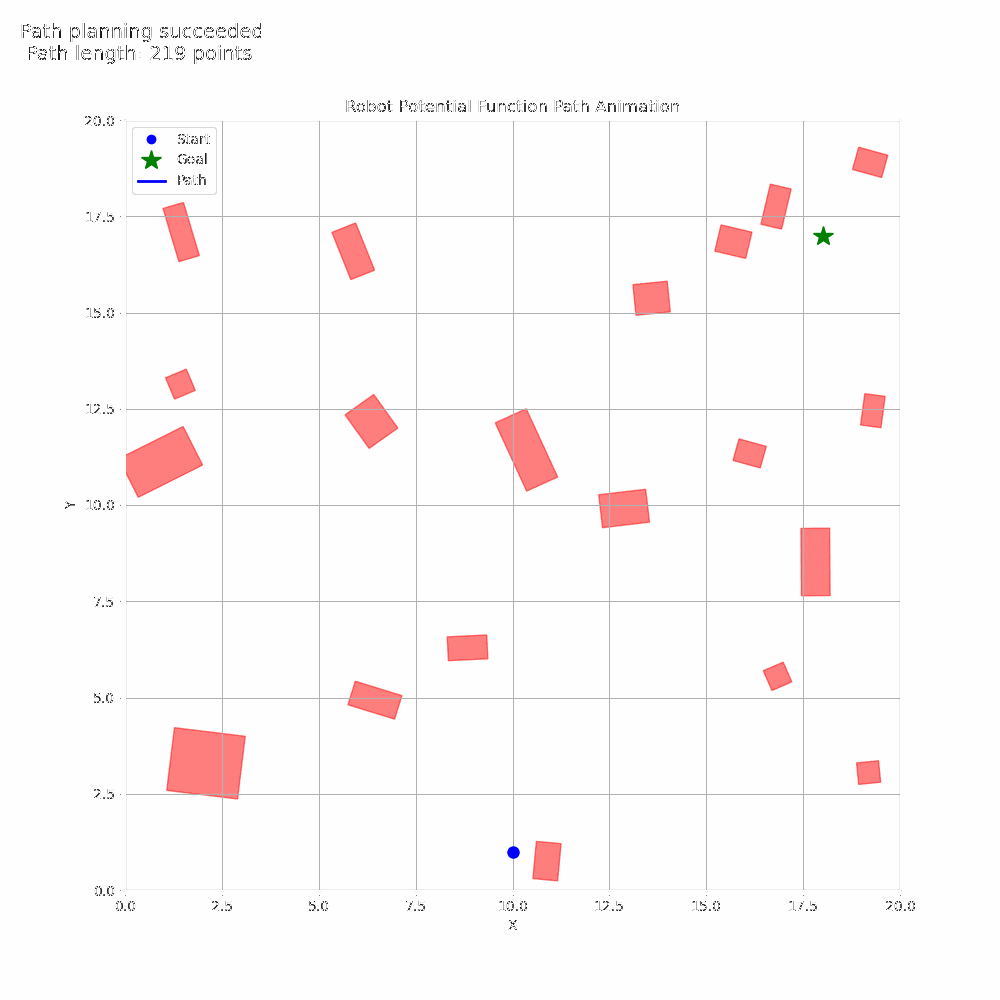 Path planning succeeded
Path length: 219 points
Robot Potential Function Path Animation
20.0
17.5
15.0
12.5
10.0
7.5
5.0
2.5
0.0
Y
Start
Goal
Path
0.0 2.5 5.0 7.5 10.0 12.5 15.0 17.5 20.0
X